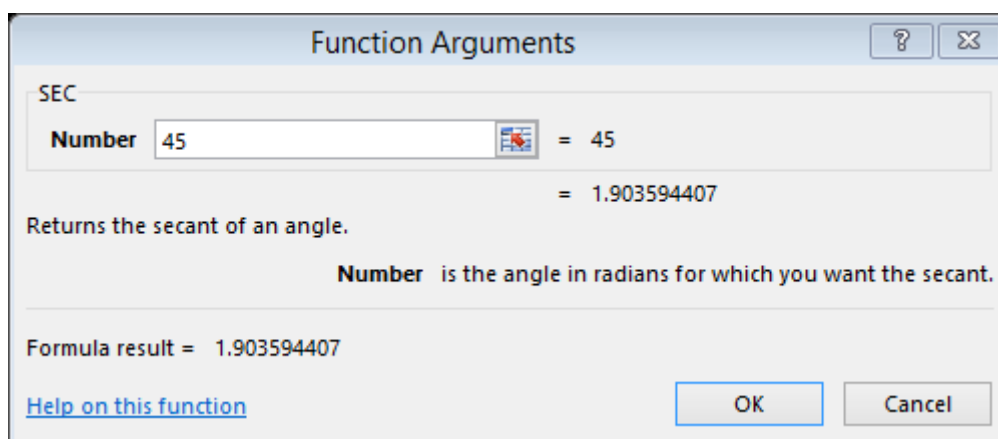 Function Arguments
?
SEC
Number 45 = 45
= 1.903594407
Returns the secant of an angle.
Number is the angle in radians for which you want the secant.
Formula result = 1.903594407
Help on this function OK Cancel